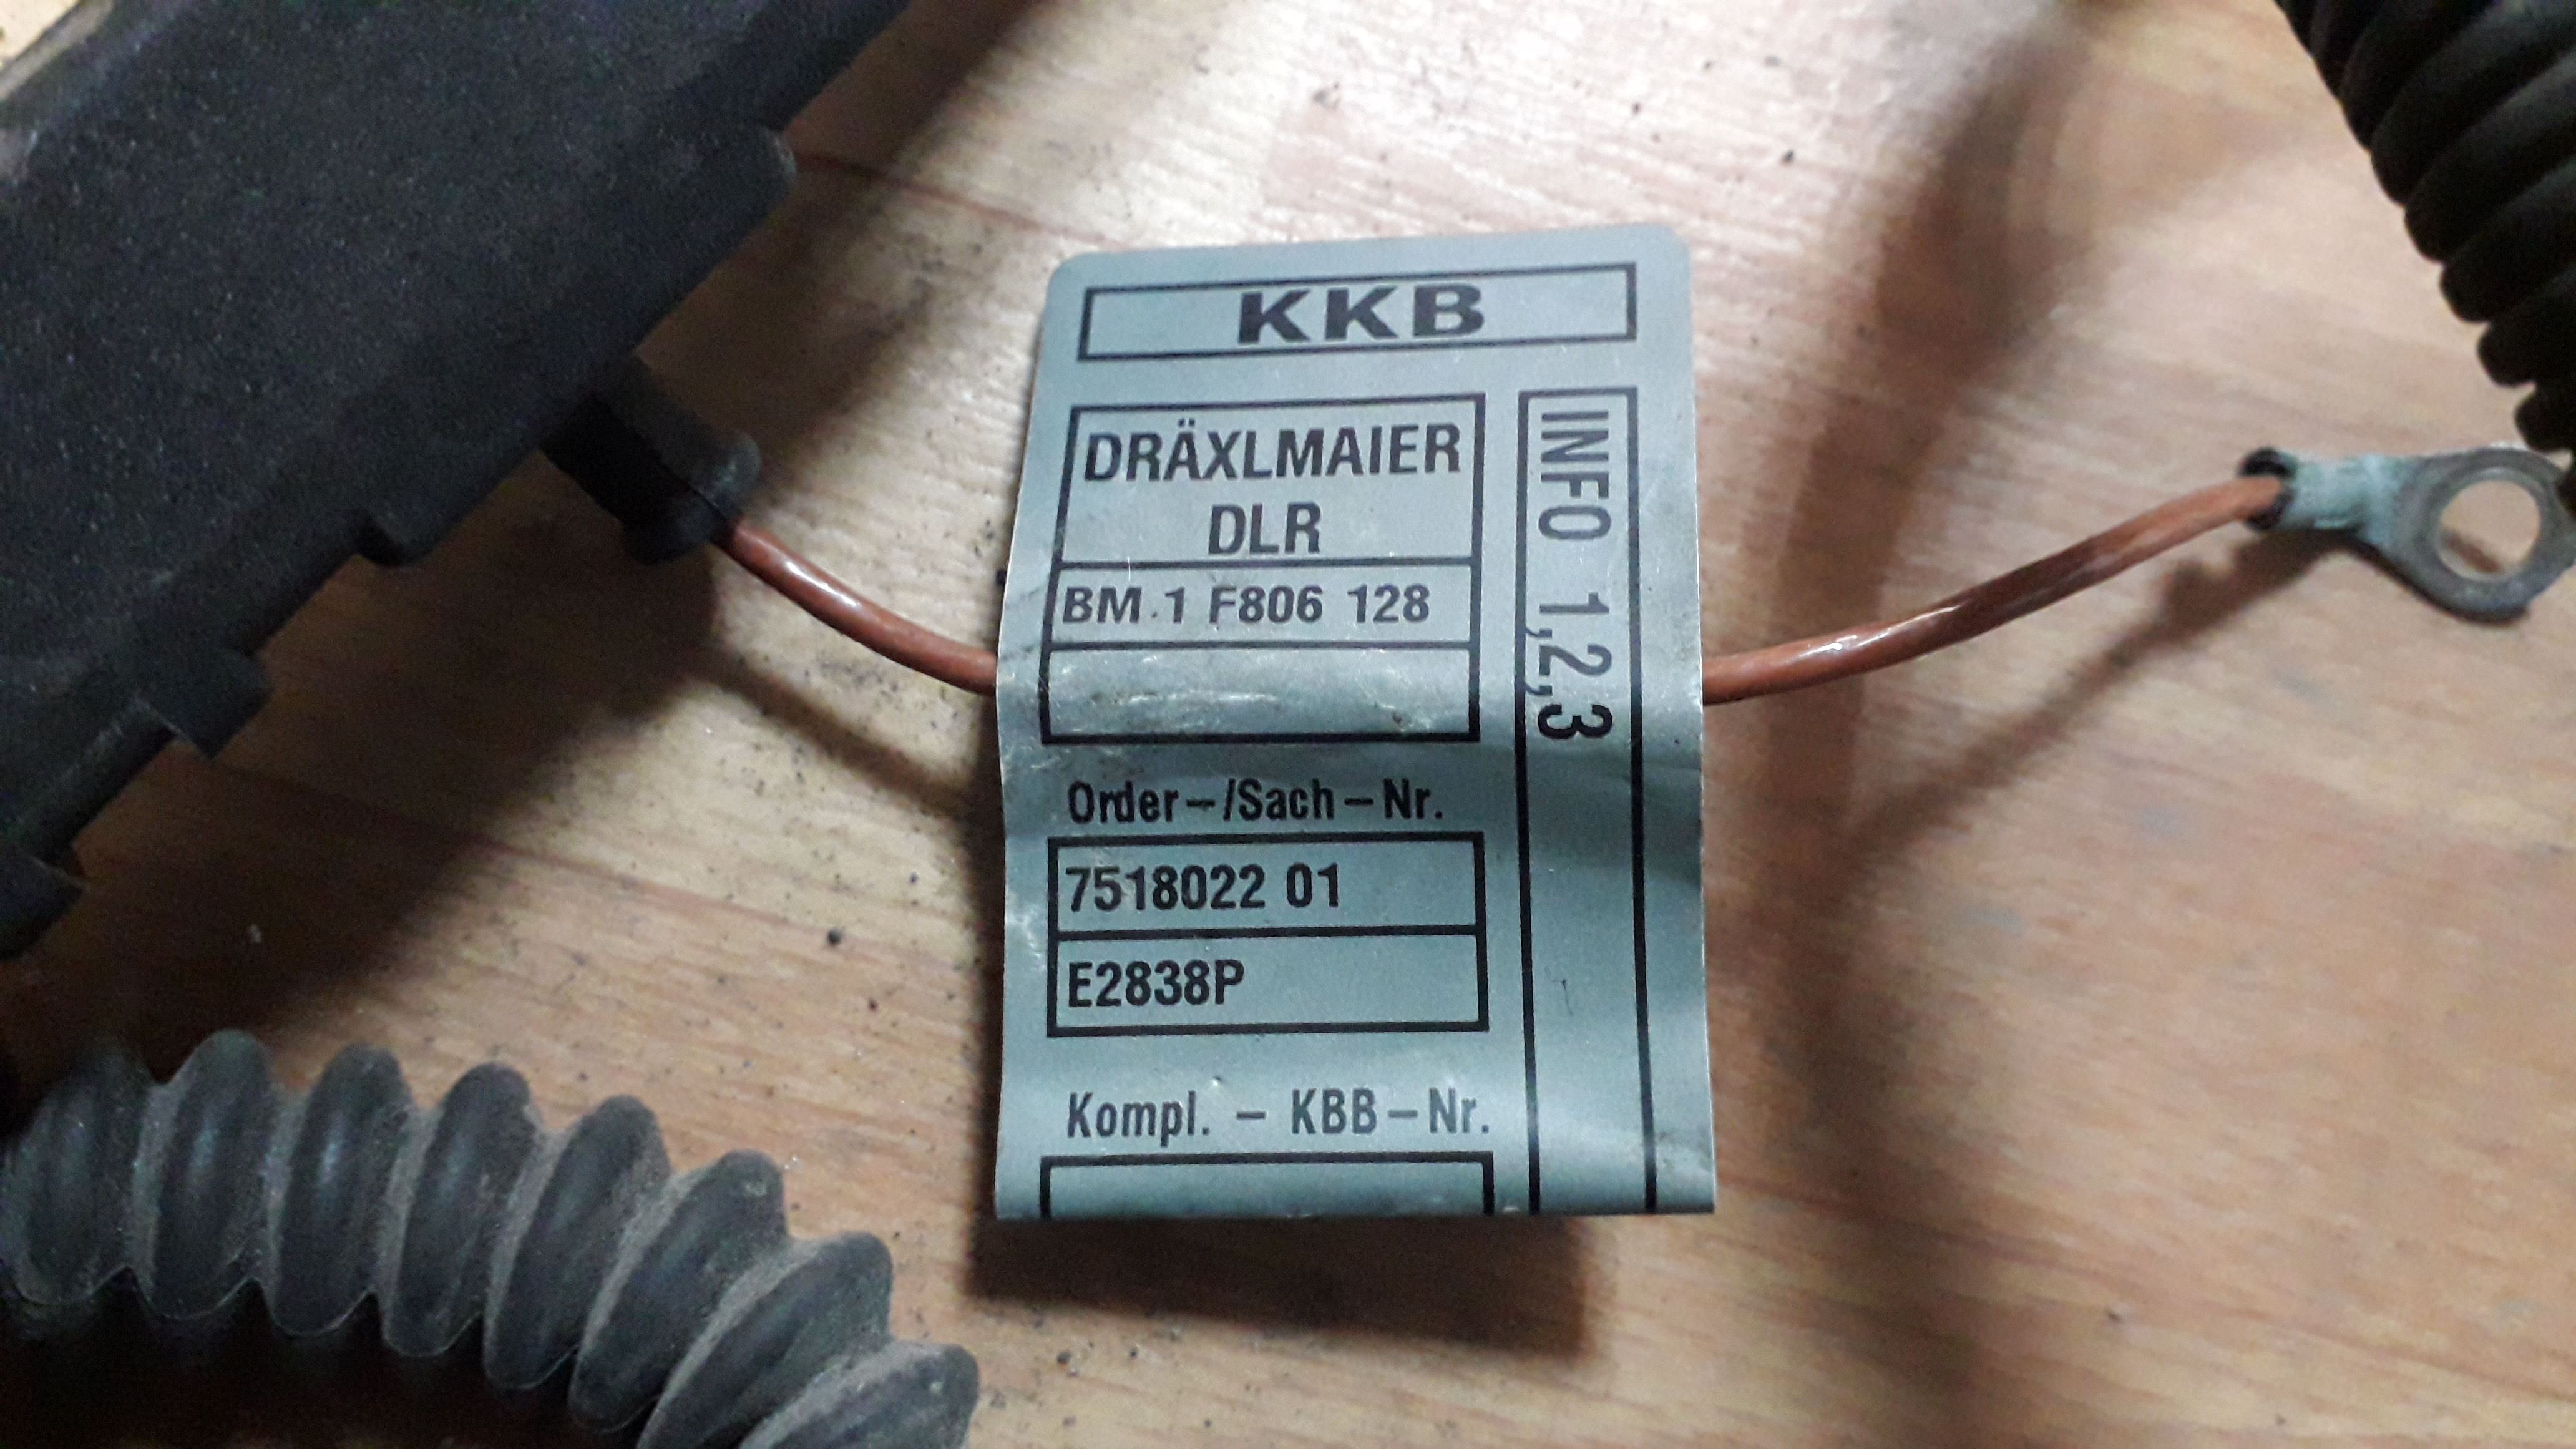 KKB
DRÄXLMAIER
DLR
BM.1 F806 128
INFO 1,2,3
Order-/Sach-Nr.
7518022 01
E2838P
Kompl. - KBB-Nr.